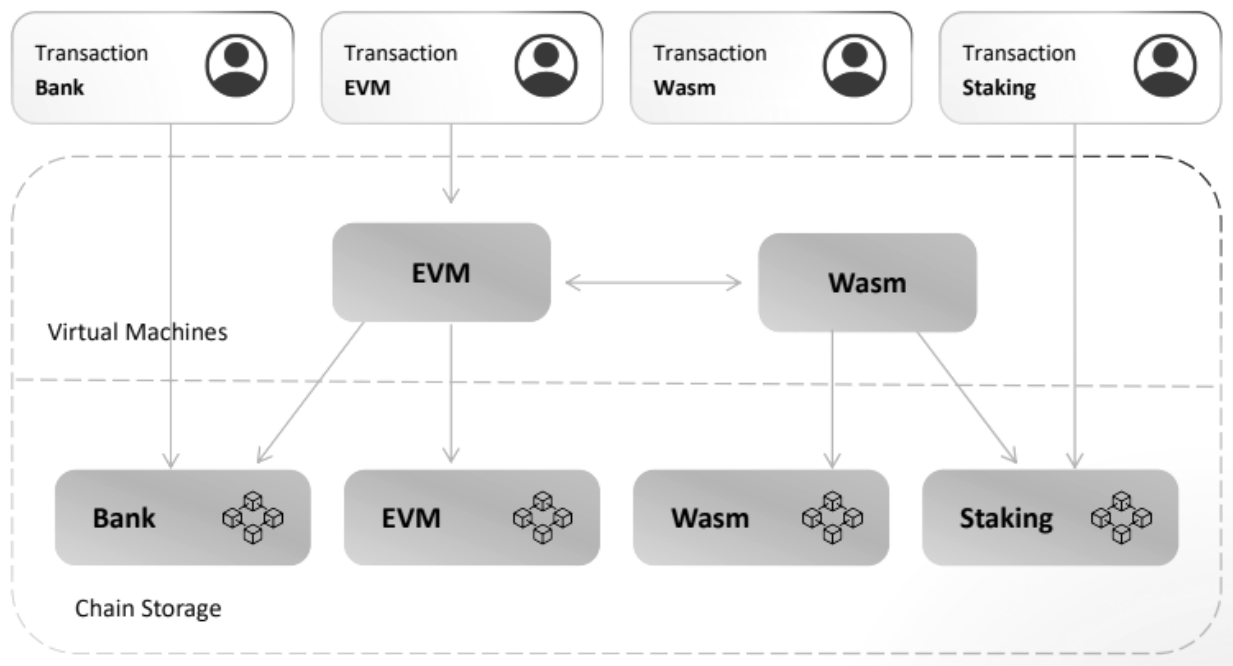 Transaction
Bank
Transaction
EVM
Transaction
Wasm
Transaction
Staking
EVM
Wasm
Virtual Machines
Bank
EVM
Wasm
Staking
Chain Storage